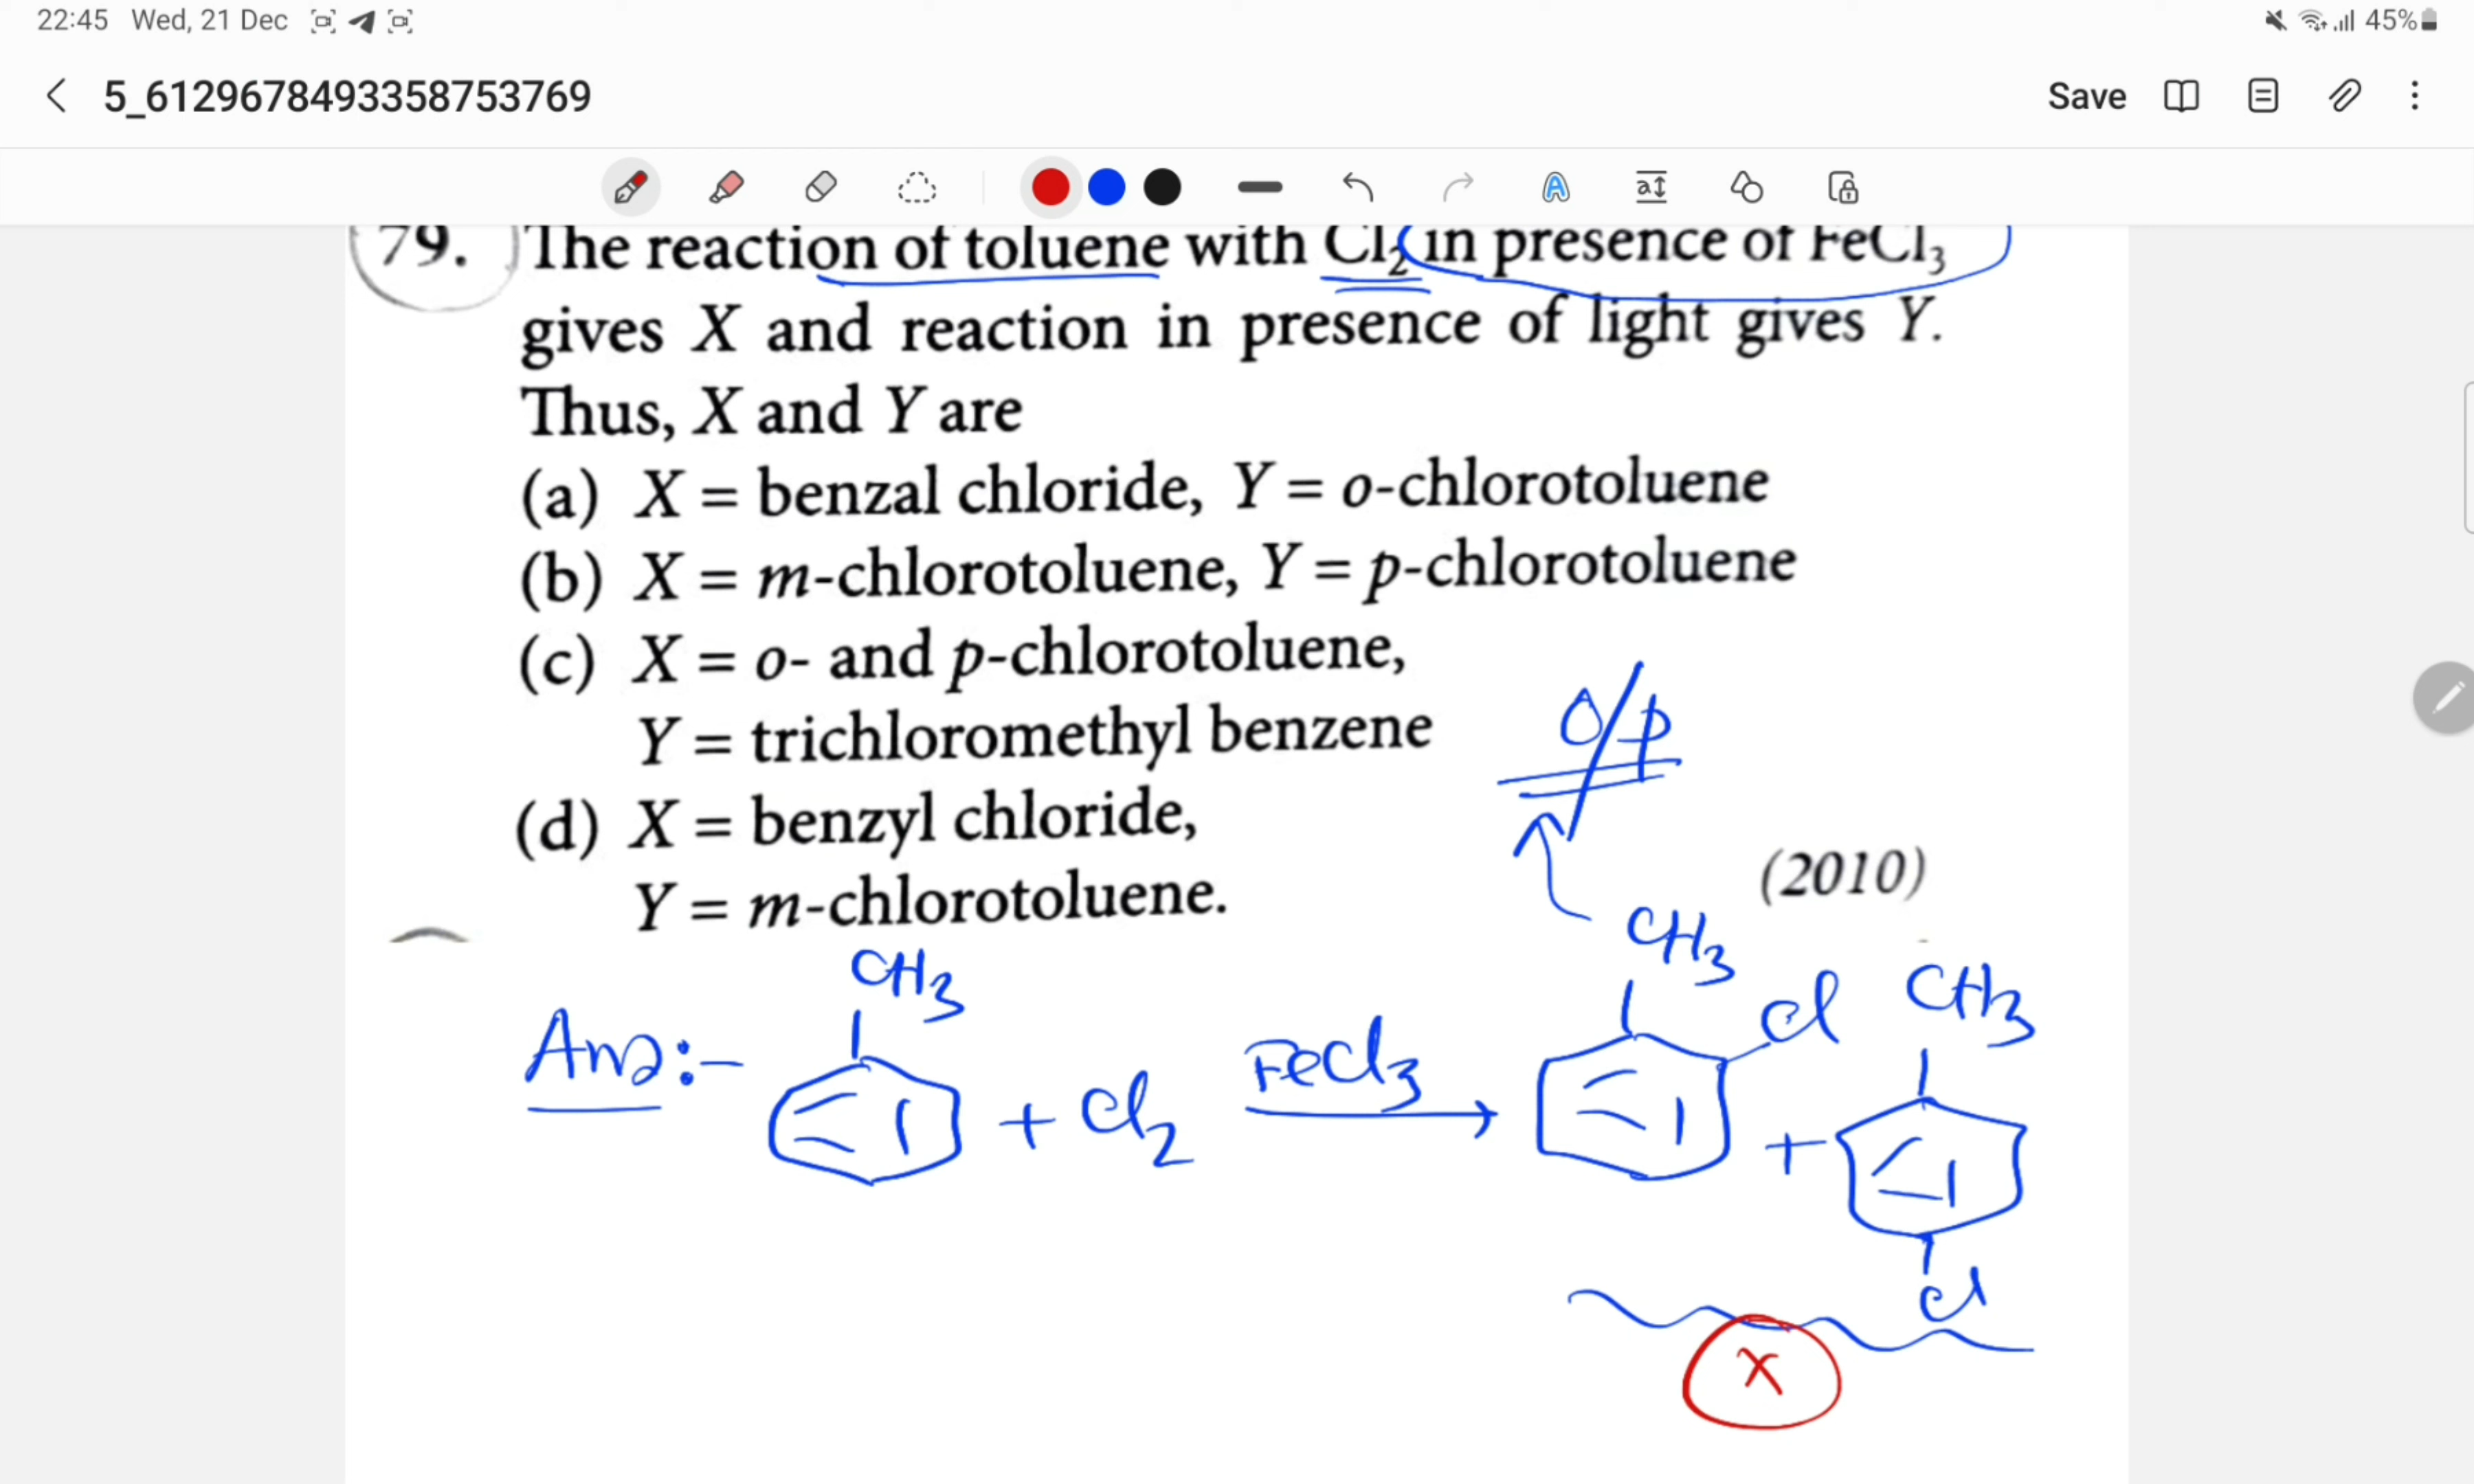 22:45 Wed, 21 Dec
45%
5_6129678493358753769
Save
79. The reaction of toluene with Cl₂ in presence of FeCl₃
gives X and reaction in presence of light gives Y.
Thus, X and Y are
(a) X = benzal chloride, Y = o-chlorotoluene
(b) X = m-chlorotoluene, Y = p-chlorotoluene
(c) X = o- and p-chlorotoluene,
Y = trichloromethyl benzene
O/p
(d) X = benzyl chloride,
Y = m-chlorotoluene.
(2010)
CH₃ CH₃ Cl CH₃
Ans:- + Cl₂ FeCl₃ +
Cl
X